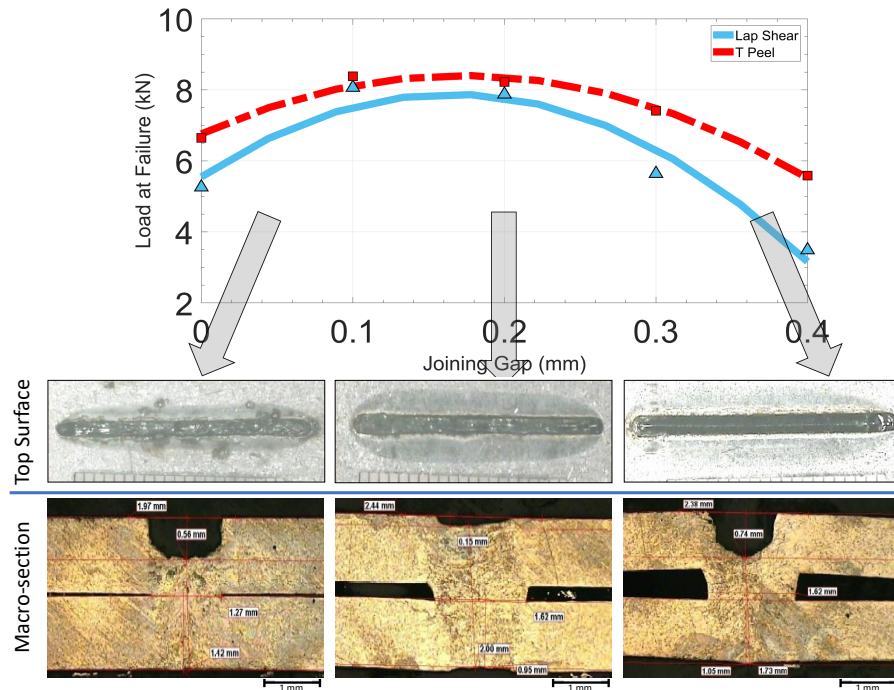 10
8
6
4
2
Load at Failure (kN)
Lap Shear
T Peel
0
0.1
0.2
0.3
0.4
Joining Gap (mm)
Top Surface
Macro-section
1.97 mm
0.56 mm
1.27 mm
1.42 mm
1 mm
2.44 mm
0.15 mm
1.62 mm
2.00 mm
0.95 mm
1 mm
2.38 mm
0.74 mm
1.62 mm
1.05 mm
1.73 mm
1 mm